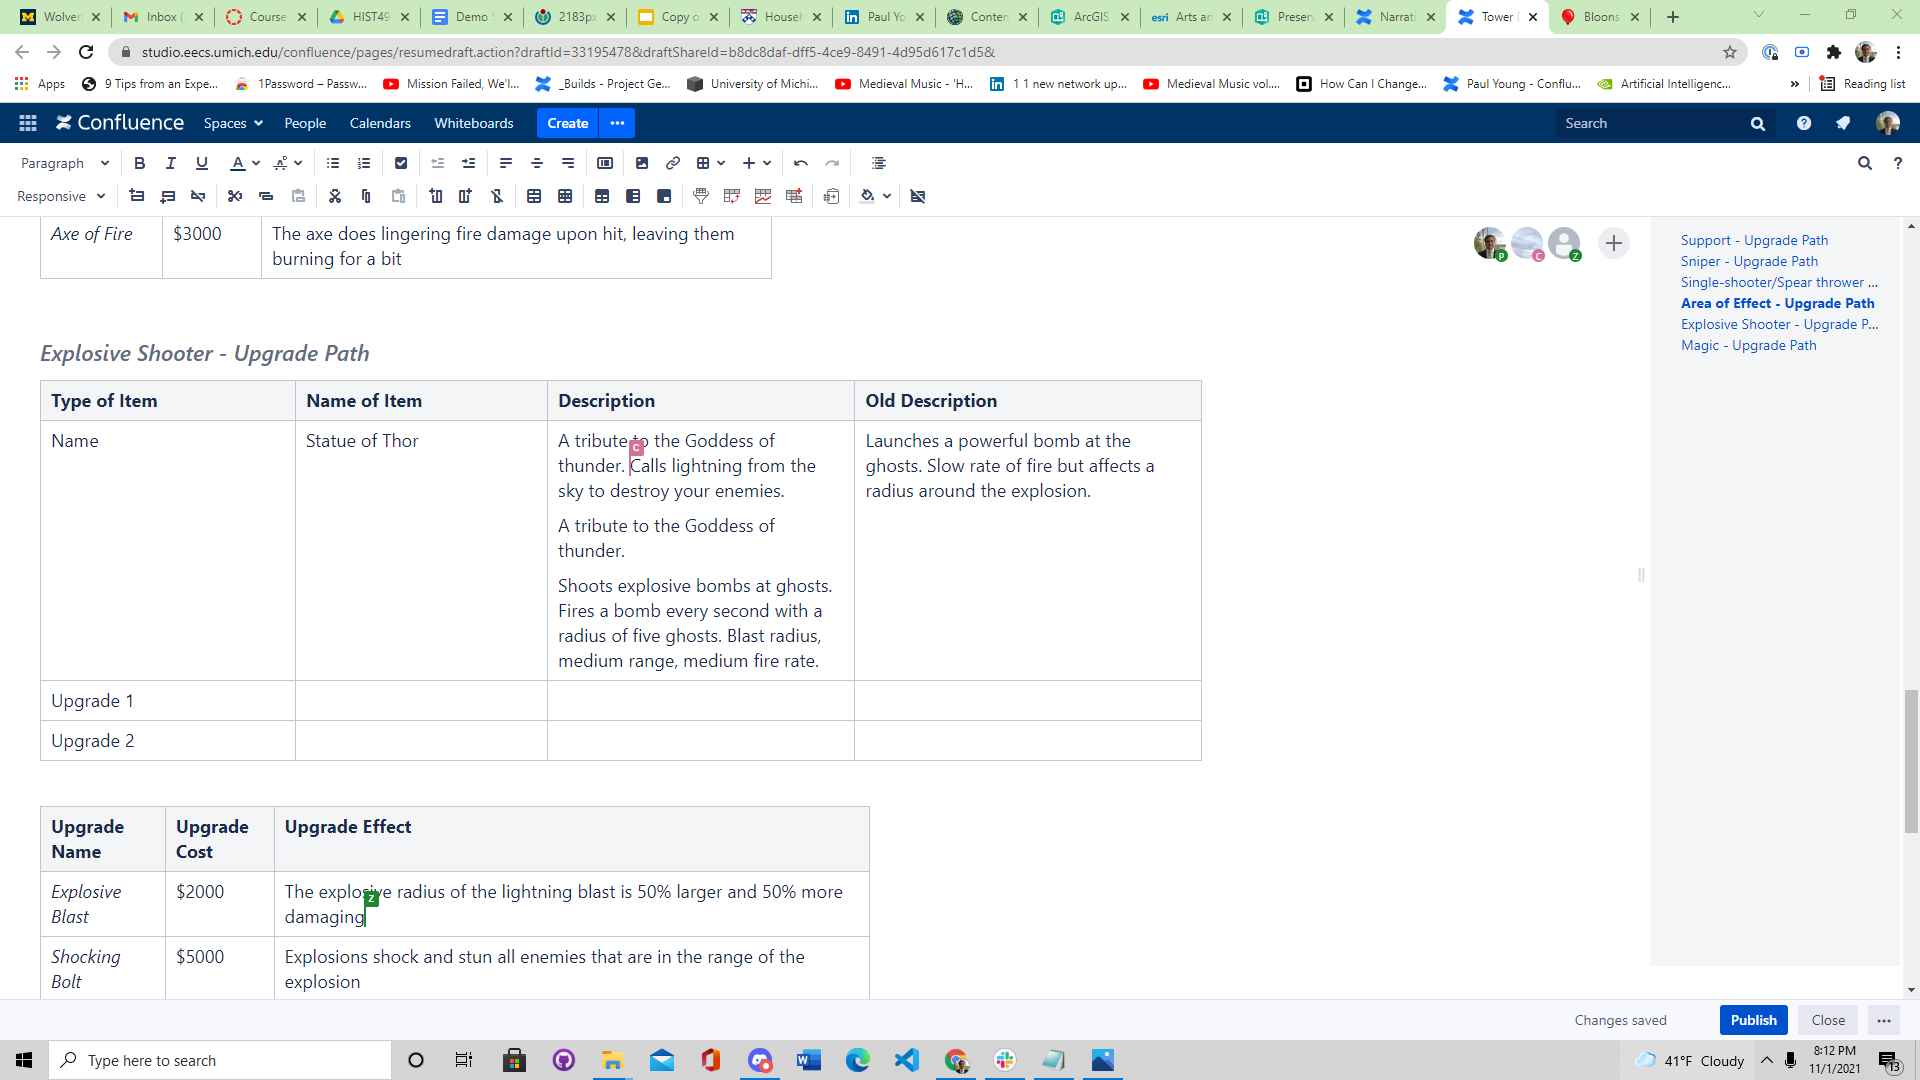 Wolver
Inbox (
Course
HIST49
Demo
2183px
Copy o
Househ
Paul Yo
Conten
ArcGIS
esri Arts an
Preserv
Narrati
Tower
Bloons
studio.eecs.umich.edu/confluence/pages/resumedraft.action?draftId=33195478&draftShareId=b8dc8daf-dff5-4ce9-8491-4d95d617c1d5&
Apps
9 Tips from an Expe...
1Password – Passw...
Mission Failed, We'l...
_Builds - Project Ge...
University of Michi...
Medieval Music - 'H...
1 1 new network up...
Medieval Music vol....
How Can I Change...
Paul Young - Conflu...
Artificial Intelligenc...
» Reading list
Confluence
Spaces
People
Calendars
Whiteboards
Create
Search
Paragraph
B I U A
Responsive
Axe of Fire
$3000
The axe does lingering fire damage upon hit, leaving them
burning for a bit
P
C
Z
Support - Upgrade Path
Sniper - Upgrade Path
Single-shooter/Spear thrower ...
Area of Effect - Upgrade Path
Explosive Shooter - Upgrade P...
Magic - Upgrade Path
Explosive Shooter - Upgrade Path
Type of Item
Name of Item
Description
Old Description
Name
Statue of Thor
A tribute to the Goddess of
thunder. Calls lightning from the
sky to destroy your enemies.
A tribute to the Goddess of
thunder.
Shoots explosive bombs at ghosts.
Fires a bomb every second with a
radius of five ghosts. Blast radius,
medium range, medium fire rate.
C
Launches a powerful bomb at the
ghosts. Slow rate of fire but affects a
radius around the explosion.
Upgrade 1
Upgrade 2
Upgrade
Name
Upgrade
Cost
Upgrade Effect
Explosive
Blast
$2000
The explosive radius of the lightning blast is 50% larger and 50% more
damaging
Z
Shocking
Bolt
$5000
Explosions shock and stun all enemies that are in the range of the
explosion
Changes saved
Publish
Close
Type here to search
41°F Cloudy
8:12 PM
11/1/2021
13